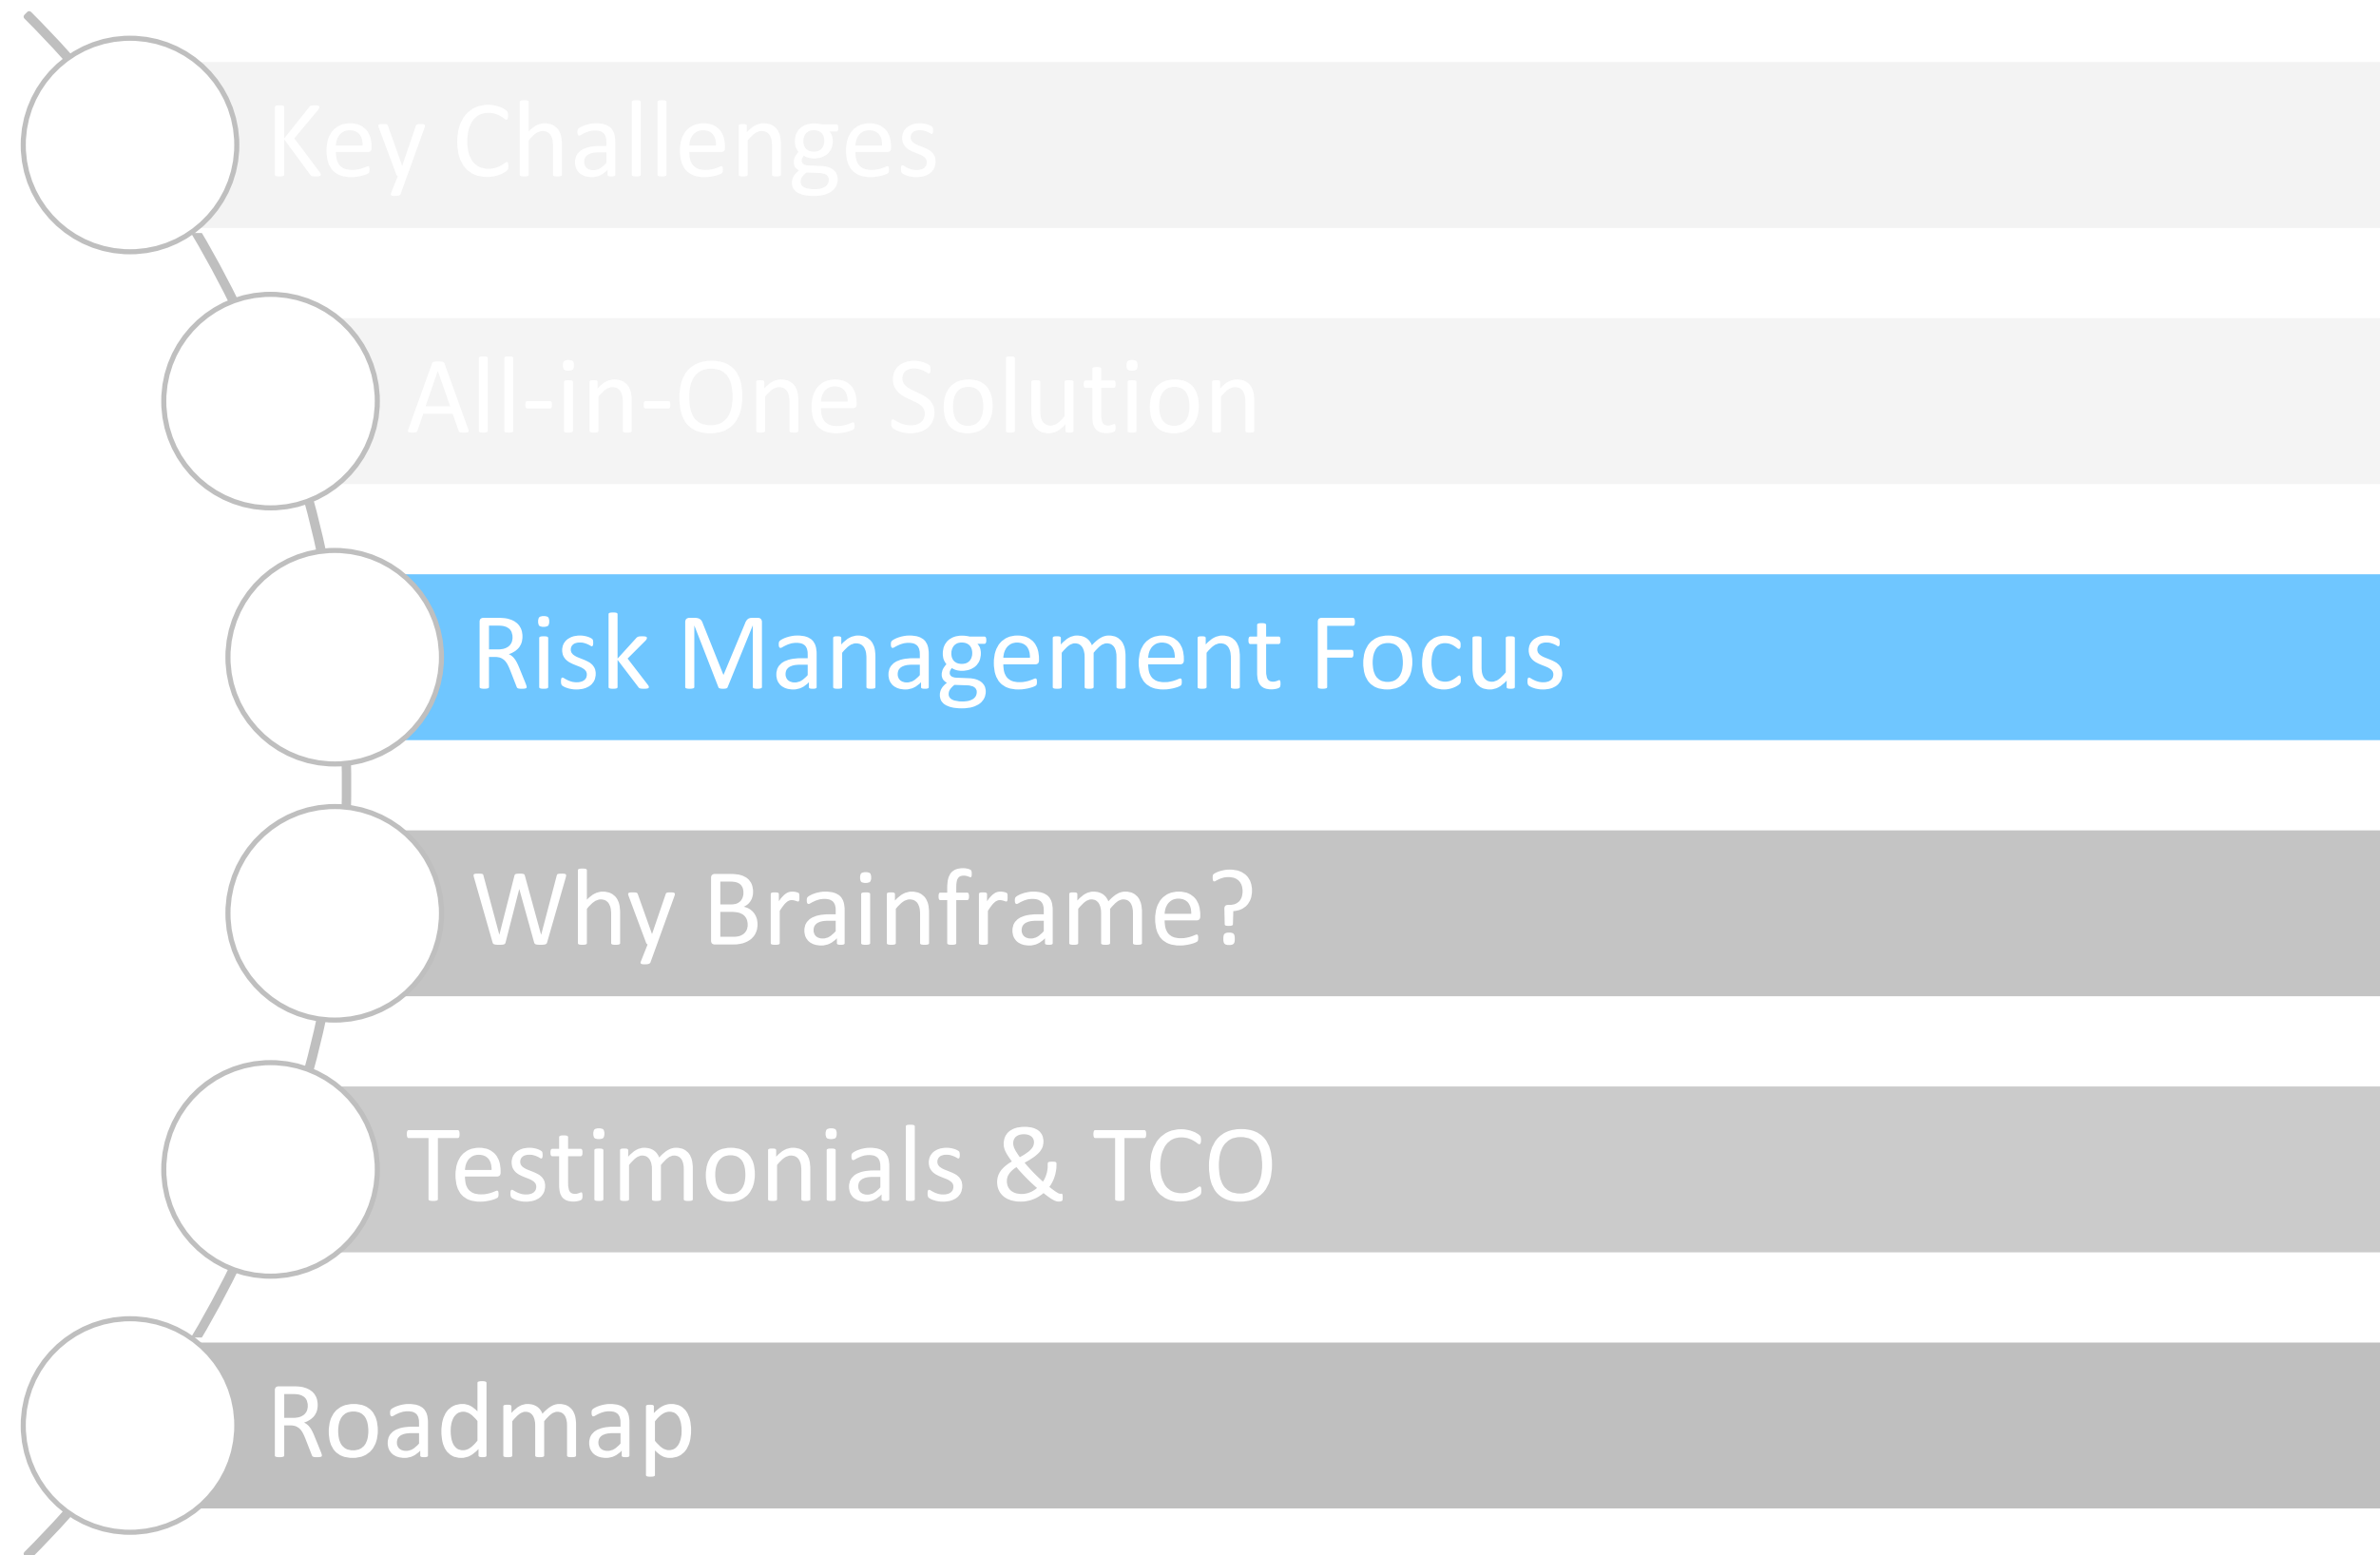 Key Challenges
All-in-One Solution
Risk Management Focus
Why Brainframe?
Testimonials & TCO
Roadmap